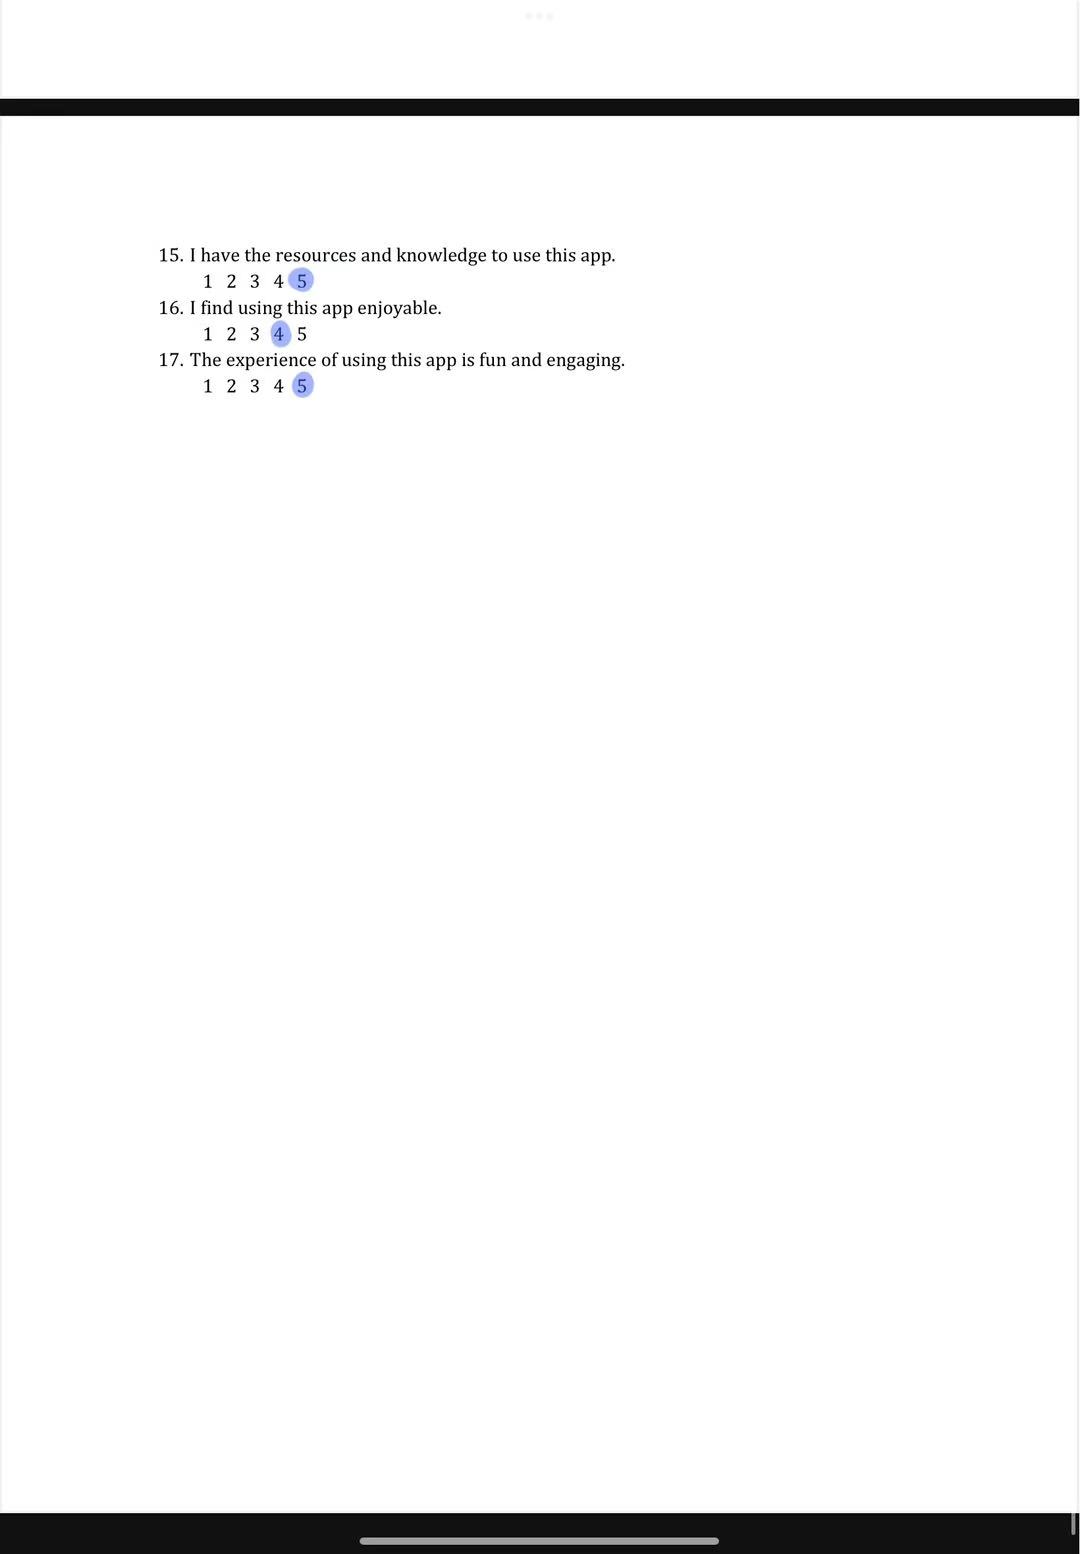 15. I have the resources and knowledge to use this app.
1 2 3 4 5
16. I find using this app enjoyable.
1 2 3 4 5
17. The experience of using this app is fun and engaging.
1 2 3 4 5